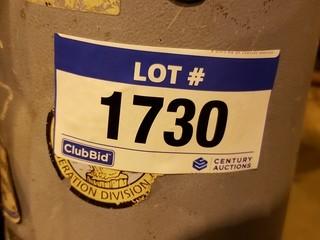 LOT #
1730
ClubBid
CENTURY
AUCTIONS
ERATION DIVISION